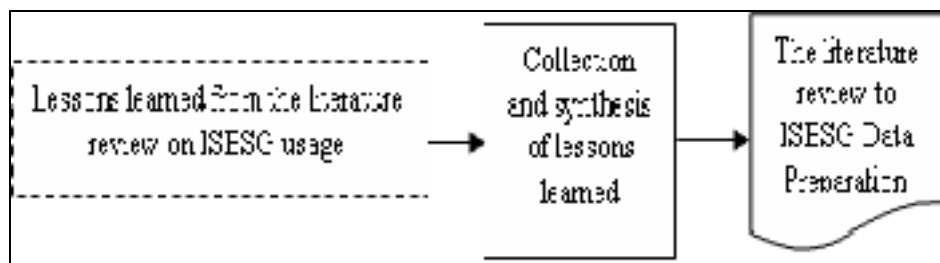 Lessons learned from the literature
review on ISESG usage
Collection
and synthesis
of lessons
learned
The literature
review to
ISESG Data
Preparation